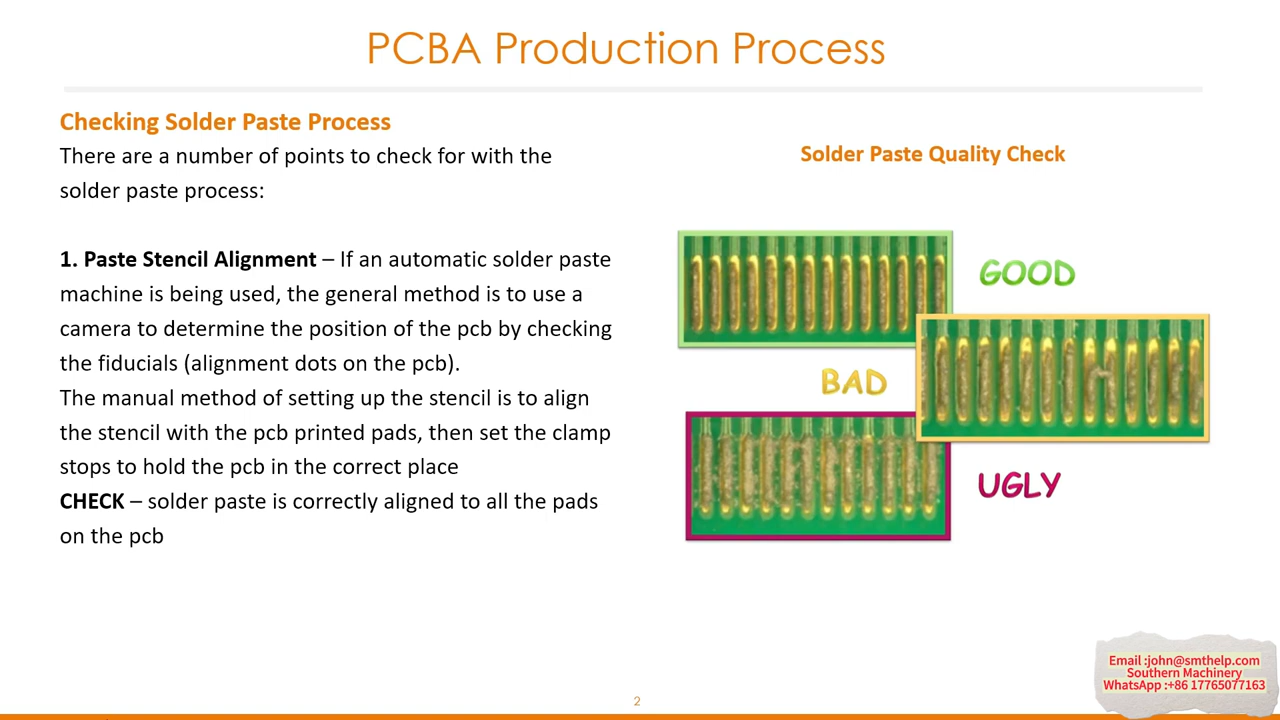 PCBA Production Process
Checking Solder Paste Process
There are a number of points to check for with the
solder paste process:
1. Paste Stencil Alignment – If an automatic solder paste
machine is being used, the general method is to use a
camera to determine the position of the pcb by checking
the fiducials (alignment dots on the pcb).
The manual method of setting up the stencil is to align
the stencil with the pcb printed pads, then set the clamp
stops to hold the pcb in the correct place
CHECK – solder paste is correctly aligned to all the pads
on the pcb
Solder Paste Quality Check
GOOD
BAD
UGLY
2
Email :john@smthelp.com
Southern Machinery
WhatsApp :+86 17765077163